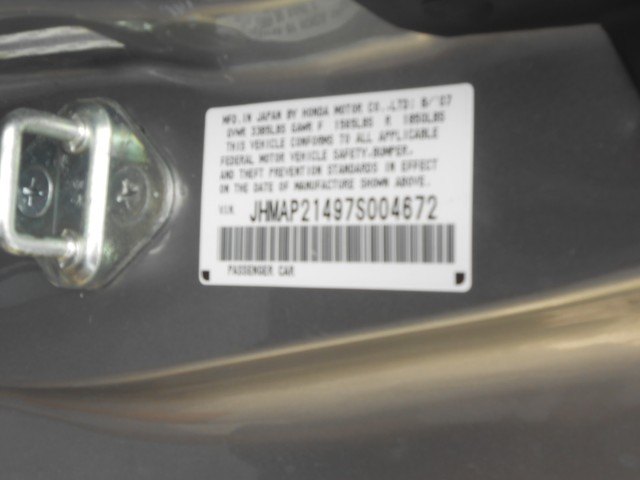 MFD.IN JAPAN BY HONDA MOTOR CO.,LTD: 6/'07
GVWR 3385LBS GAWR F 1565LBS R 1850LBS
THIS VEHICLE CONFORMS TO ALL APPLICABLE
FEDERAL MOTOR VEHICLE SAFETY,BUMPER,
AND THEFT PREVENTION STANDARDS IN EFFECT
ON THE DATE OF MANUFACTURE SHOWN ABOVE.
VIN JHMAP21497S004672
PASSENGER CAR